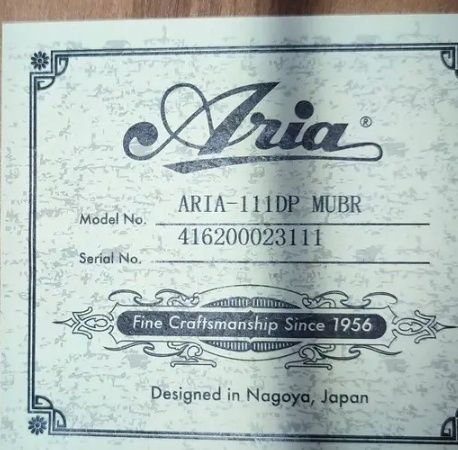 Aria®
Model No. ARIA-111DP MUBR
Serial No. 416200023111
Fine Craftsmanship Since 1956
Designed in Nagoya, Japan